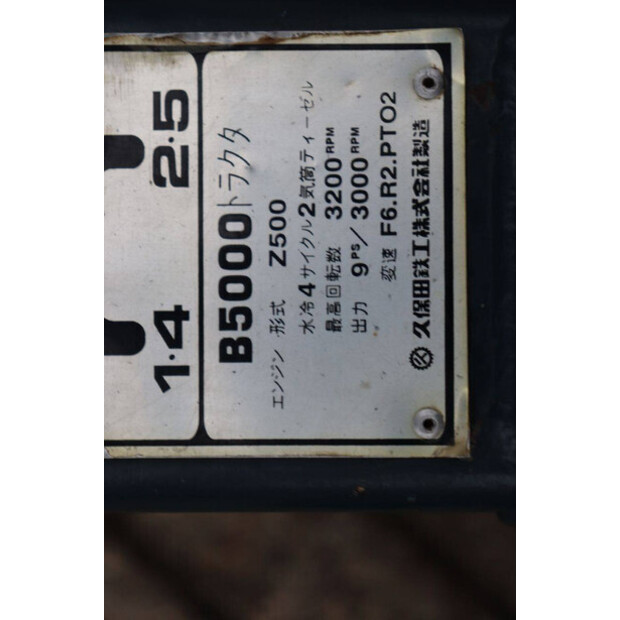 2·5
1·4
B5000トラクタ
エンジン 形式 Z500
水冷4サイクル2気筒ディーゼル
最高回転数 3200RPM
出力 9PS/3000RPM
変速 F6.R2.PTO2
久保田鉄工株式会社製造